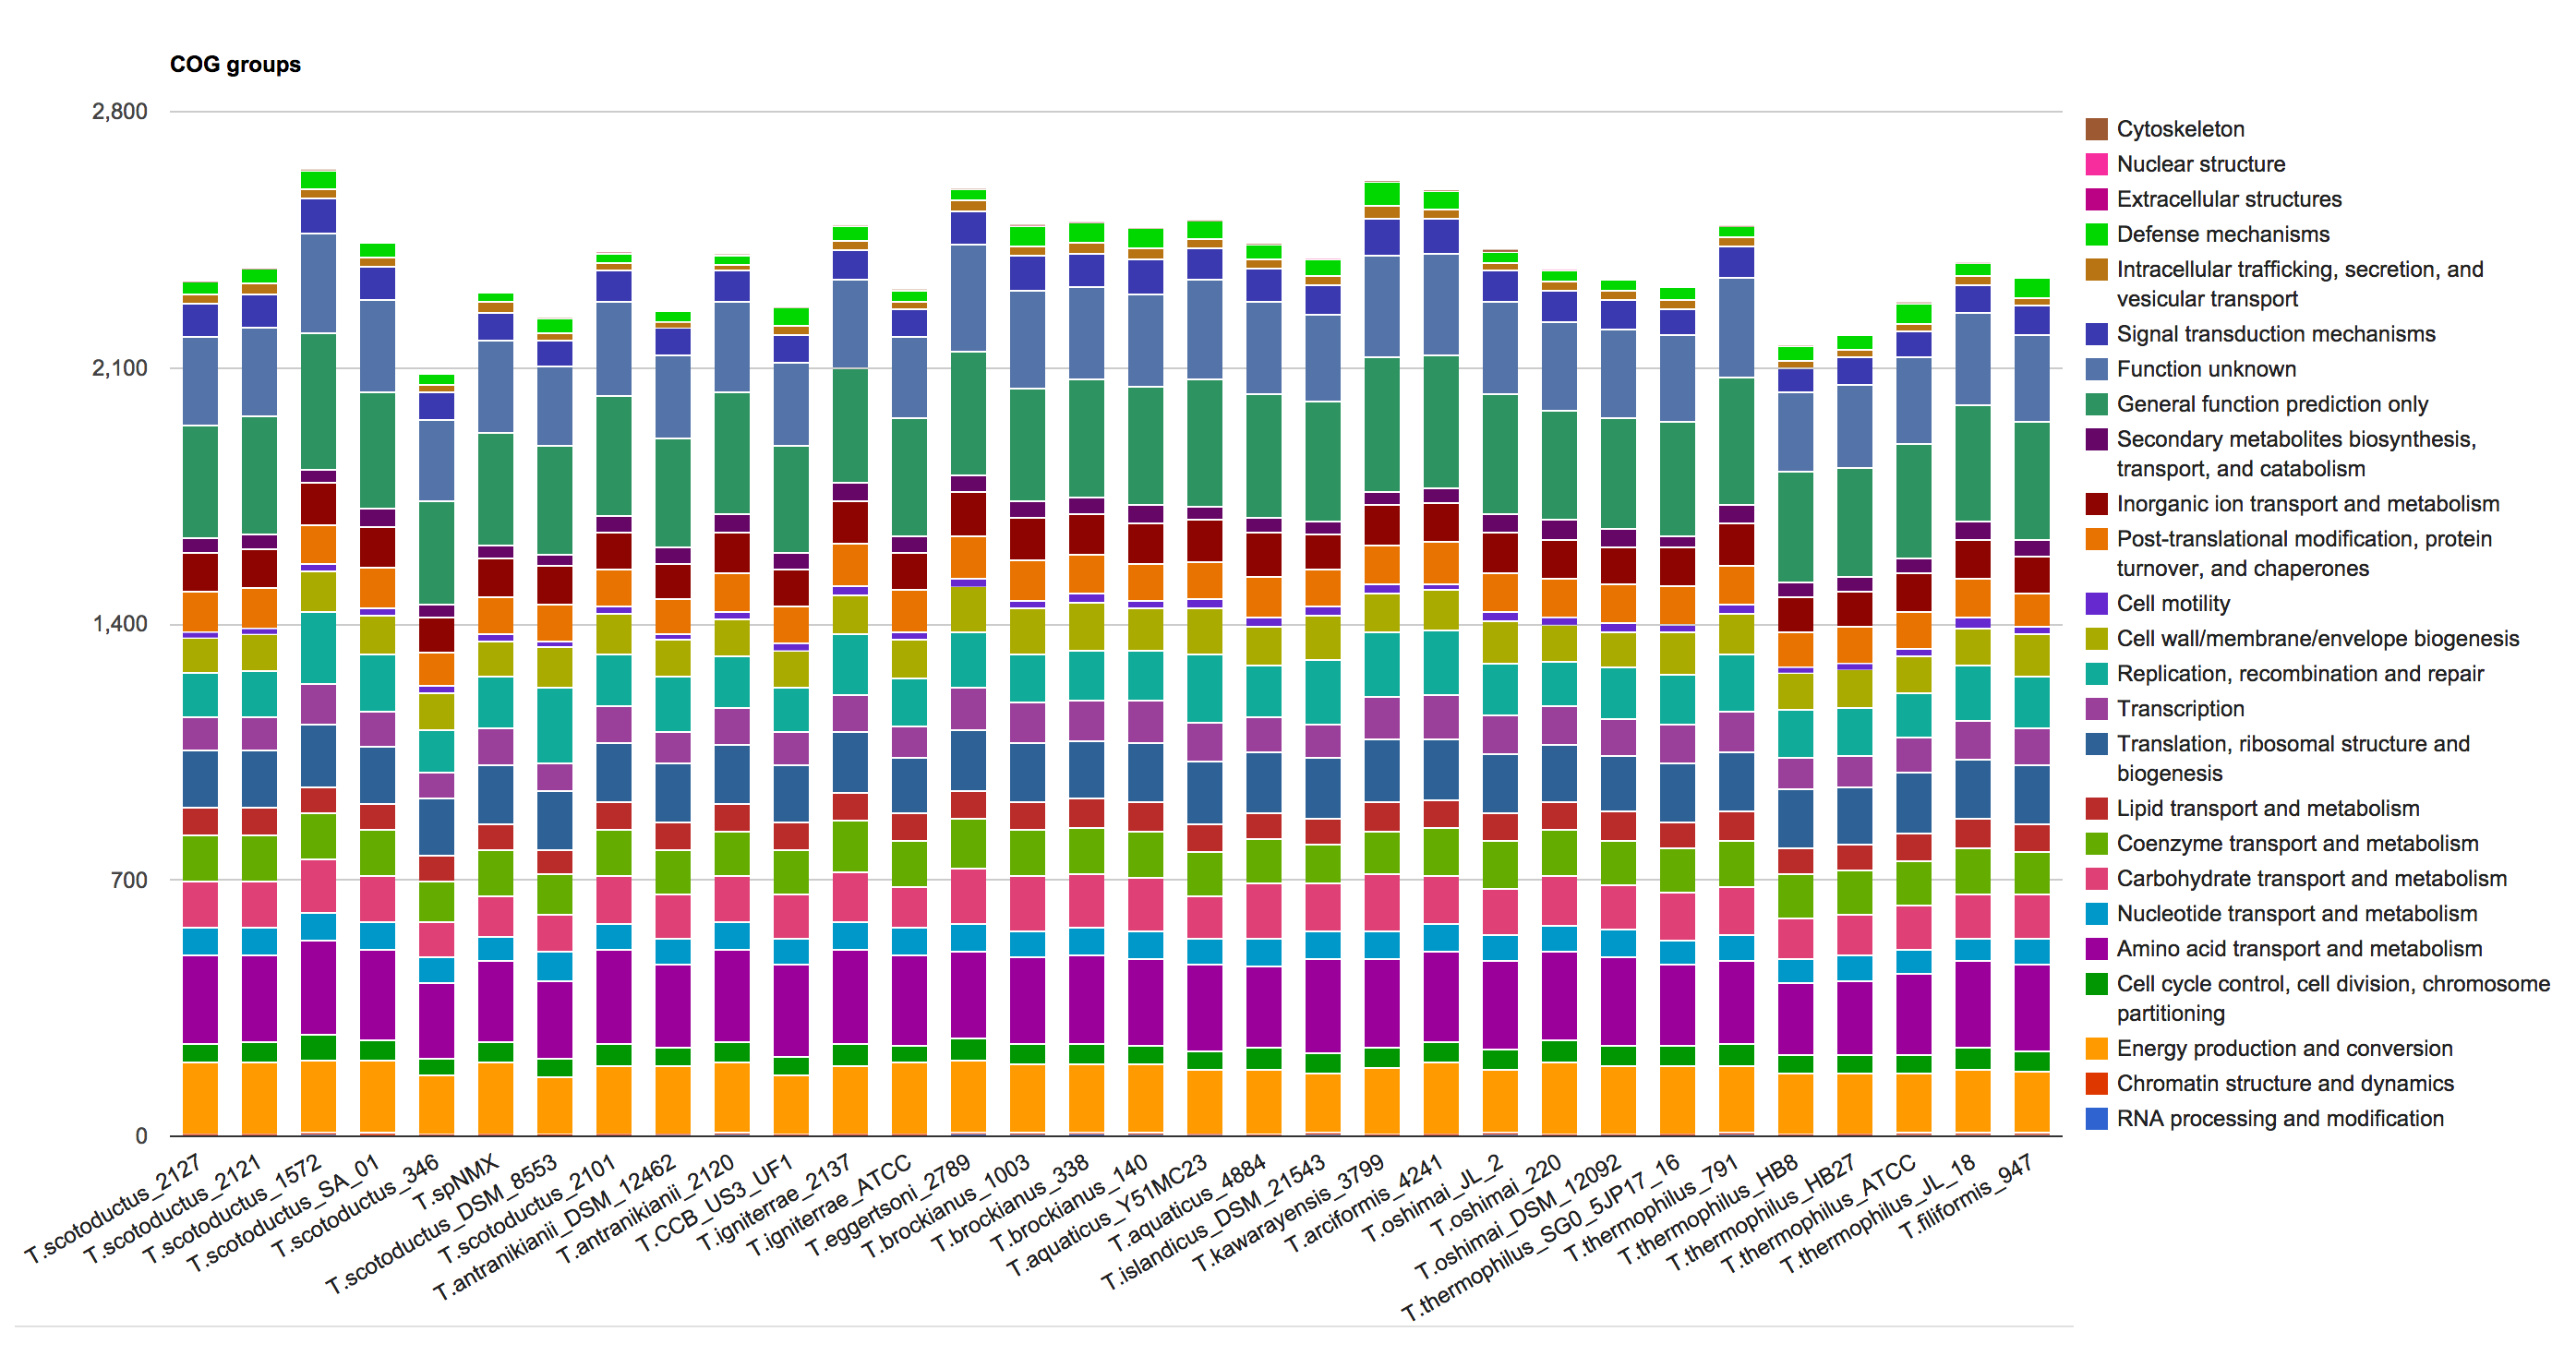 COG groups
2,800
2,100
1,400
700
0
Cytoskeleton
Nuclear structure
Extracellular structures
Defense mechanisms
Intracellular trafficking, secretion, and
vesicular transport
Signal transduction mechanisms
Function unknown
General function prediction only
Secondary metabolites biosynthesis,
transport, and catabolism
Inorganic ion transport and metabolism
Post-translational modification, protein
turnover, and chaperones
Cell motility
Cell wall/membrane/envelope biogenesis
Replication, recombination and repair
Transcription
Translation, ribosomal structure and
biogenesis
Lipid transport and metabolism
Coenzyme transport and metabolism
Carbohydrate transport and metabolism
Nucleotide transport and metabolism
Amino acid transport and metabolism
Cell cycle control, cell division, chromosome
partitioning
Energy production and conversion
Chromatin structure and dynamics
RNA processing and modification
T.scotoductus_2127
T.scotoductus_2121
T.scotoductus_1572
T.scotoductus_SA_01
T.scotoductus_346
T.spNMX
T.scotoductus_DSM_8553
T.scotoductus_2101
T.antranikianii_DSM_12462
T.antranikianii_2120
T.CCB_US3_UF1
T.igniterrae_2137
T.igniterrae_ATCC
T.eggertsoni_2789
T.brockianus_1003
T.brockianus_338
T.brockianus_140
T.aquaticus_Y51MC23
T.aquaticus_4884
T.islandicus_DSM_21543
T.kawarayensis_3799
T.arciformis_4241
T.oshimai_JL_2
T.oshimai_220
T.oshimai_DSM_12092
T.thermophilus_SG0_5JP17_16
T.thermophilus_791
T.thermophilus_HB8
T.thermophilus_HB27
T.thermophilus_ATCC
T.thermophilus_JL_18
T.filiformis_947